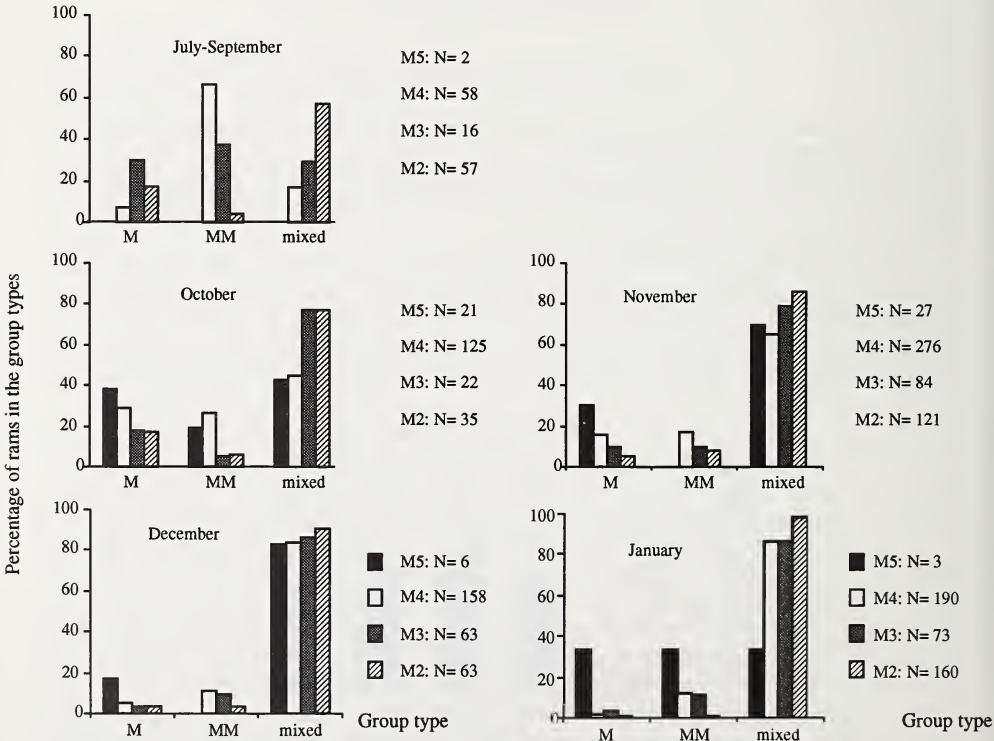 Percentage of rams in the group types
100
80
60
40
20
0
July-September
M MM mixed
M5: N= 2
M4: N= 58
M3: N= 16
M2: N= 57
100
80
60
40
20
0
October
M MM mixed
M5: N= 21
M4: N= 125
M3: N= 22
M2: N= 35
100
80
60
40
20
0
November
M MM mixed
M5: N= 27
M4: N= 276
M3: N= 84
M2: N= 121
100
80
60
40
20
0
December
M MM mixed
M5: N= 6
M4: N= 158
M3: N= 63
M2: N= 63
Group type
100
80
60
40
20
0
January
M MM mixed
M5: N= 3
M4: N= 190
M3: N= 73
M2: N= 160
Group type